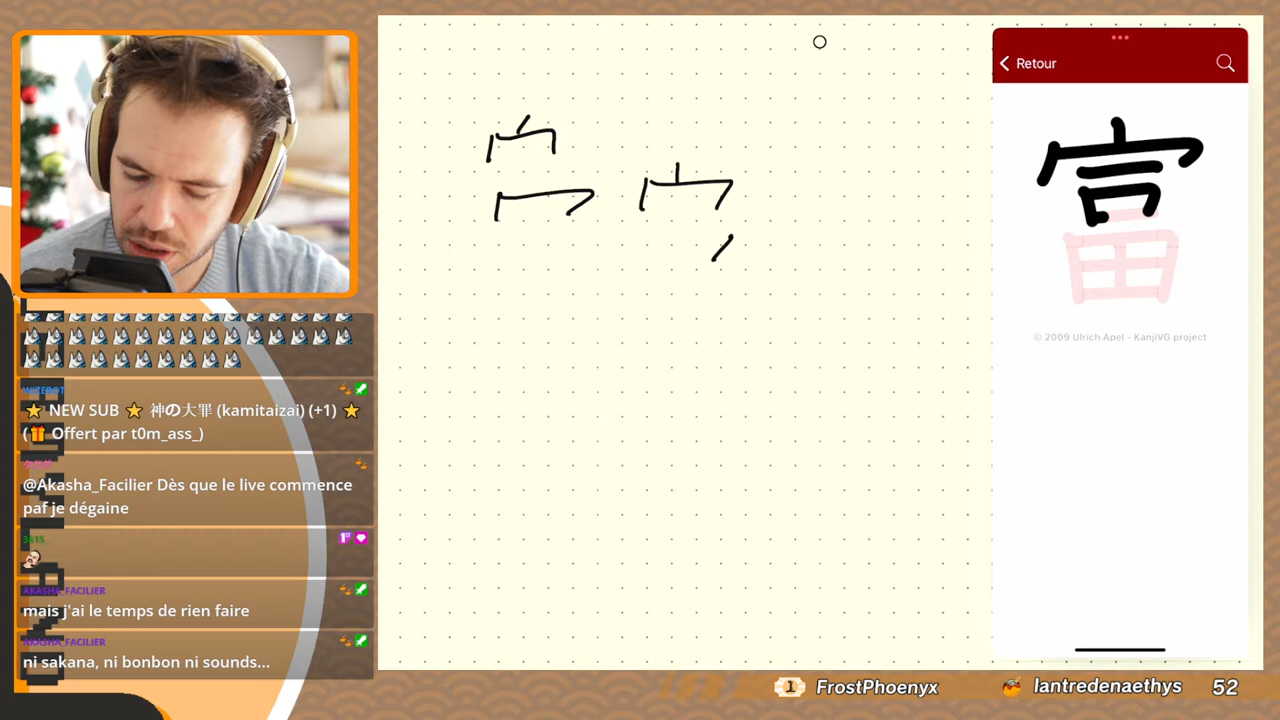 Retour
富
© 2009 Ulrich Apel - KanjiVG project
WIZEBOT
⭐ NEW SUB ⭐ 神の大罪 (kamitaizai) (+1) ⭐
(🎁 Offert par t0m_ass_)
@Akasha_Facilier Dès que le live commence
paf je dégaine
3615_
AKASHA_FACILIER
mais j'ai le temps de rien faire
AKASHA_FACILIER
ni sakana, ni bonbon ni sounds...
1 FrostPhoenyx
lantredenaethys 52